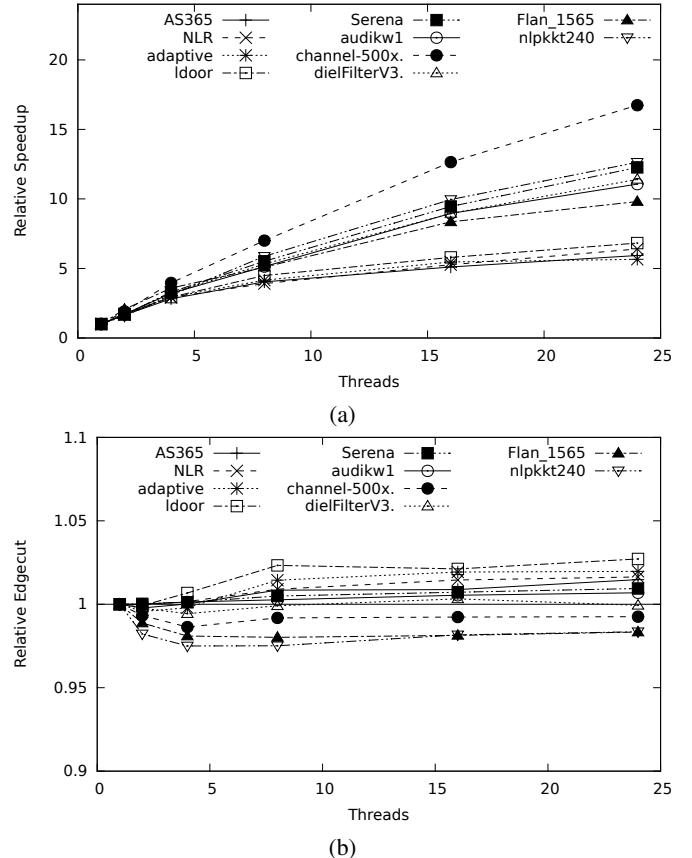 AS365 Serena Flan_1565
NLR audikw1 nlpkkt240
adaptive channel-500x.
ldoor dielFilterV3.
20
15
10
5
0
Relative Speedup
0 5 10 15 20 25
Threads
(a)
1.1
AS365 Serena Flan_1565
NLR audikw1 nlpkkt240
adaptive channel-500x.
1.05
ldoor dielFilterV3.
1
0.95
0.9
Relative Edgecut
0 5 10 15 20 25
Threads
(b)